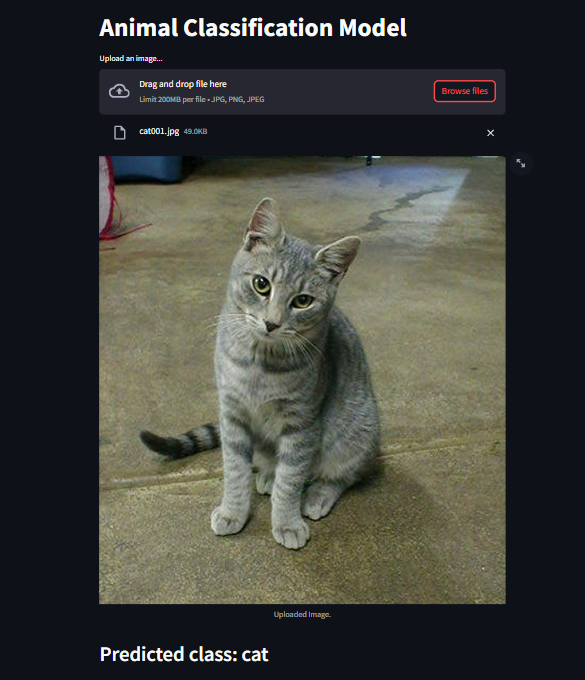 Animal Classification Model
Upload an image...
Drag and drop file here
Limit 200MB per file • JPG, PNG, JPEG
Browse files
cat001.jpg 49.0KB
Uploaded Image.
Predicted class: cat